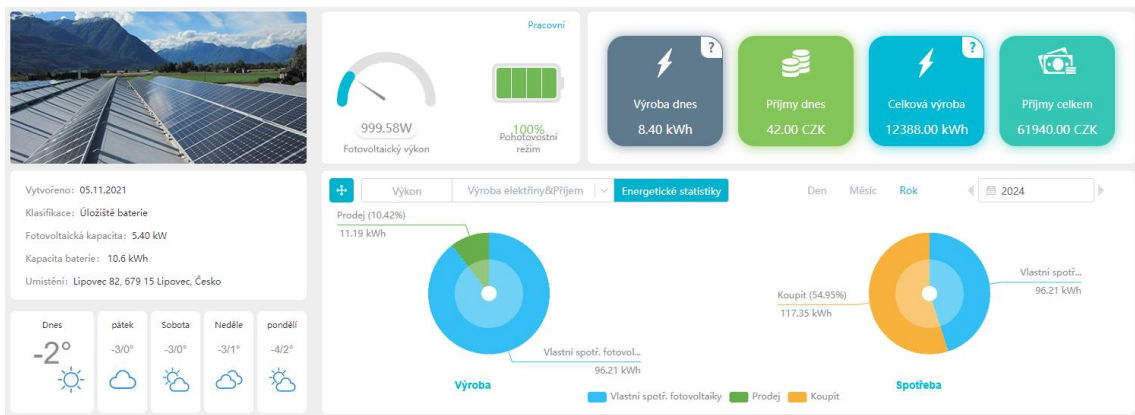 Pracovní
999.58W
Fotovoltaický výkon
100%
Pohotovostní
režim
?
Výroba dnes
8.40 kWh
Příjmy dnes
42.00 CZK
?
Celková výroba
12388.00 kWh
Příjmy celkem
61940.00 CZK
Vytvořeno: 05.11.2021
Klasifikace: Úložiště baterie
Fotovoltaická kapacita: 5.40 kW
Kapacita baterie: 10.6 kWh
Umístění: Lipovec 82, 679 15 Lipovec, Česko
Dnes
-2°
pátek
-3/0°
Sobota
-3/0°
Neděle
-3/1°
pondělí
-4/2°
Výkon
Výroba elektřiny&Příjem
Energetické statistiky
Den Měsíc Rok
2024
Prodej (10.42%)
11.19 kWh
Vlastní spotř. fotovol...
96.21 kWh
Výroba
Koupit (54.95%)
117.35 kWh
Vlastní spotř...
96.21 kWh
Spotřeba
Vlastní spotř. fotovoltaiky Prodej Koupit